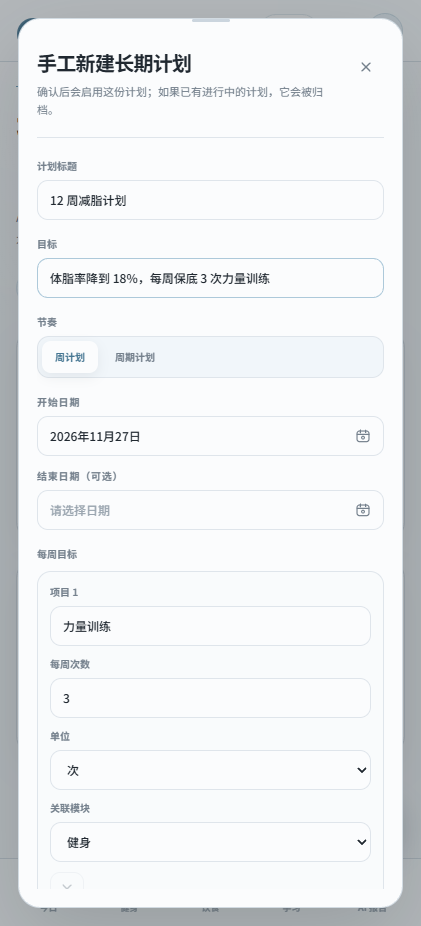 手工新建长期计划
确认后会启用这份计划；如果已有进行中的计划，它会被归
档。
计划标题
12 周减脂计划
目标
体脂率降到 18%，每周保底 3 次力量训练
节奏
周计划
周期计划
开始日期
2026年11月27日
结束日期（可选）
请选择日期
每周目标
项目 1
力量训练
每周次数
3
单位
次
关联模块
健身